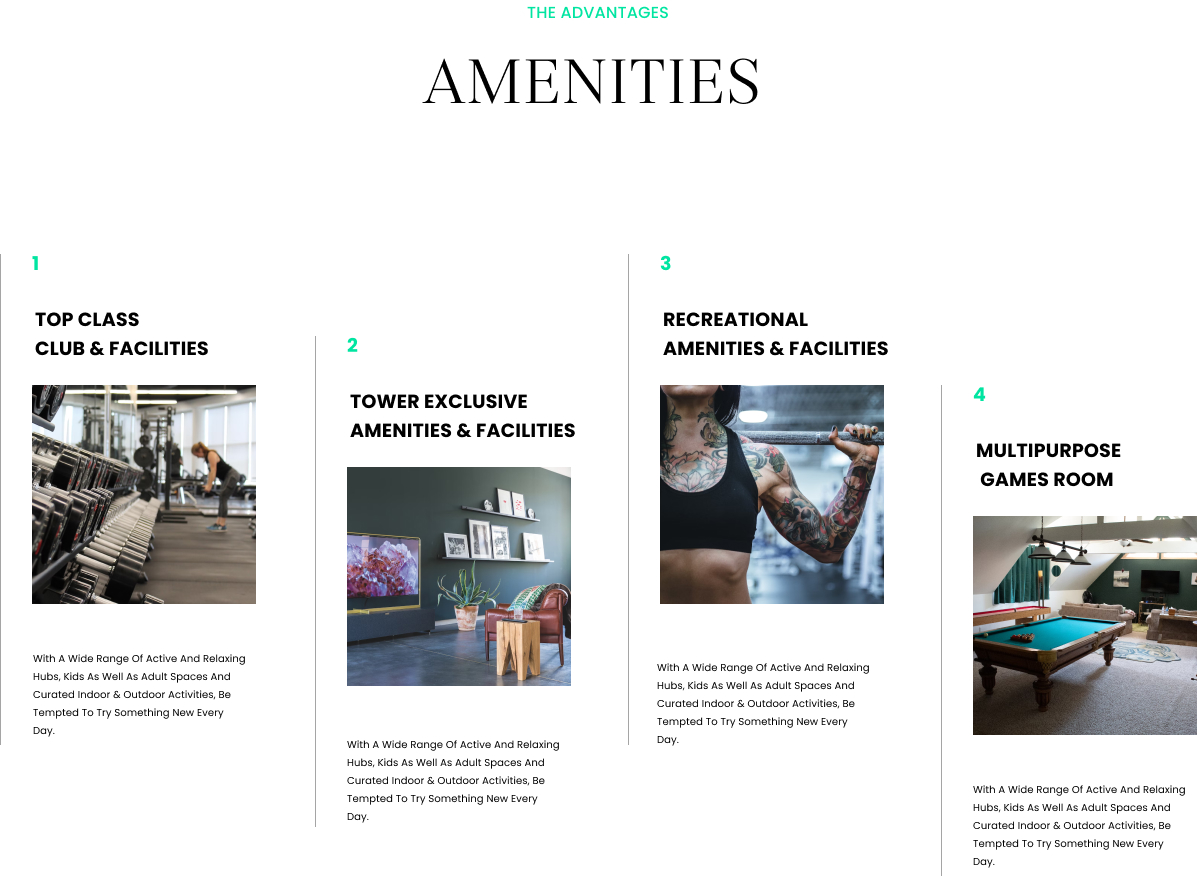 THE ADVANTAGES
AMENITIES
1
TOP CLASS
CLUB & FACILITIES
With A Wide Range Of Active And Relaxing
Hubs, Kids As Well As Adult Spaces And
Curated Indoor & Outdoor Activities, Be
Tempted To Try Something New Every
Day.
2
TOWER EXCLUSIVE
AMENITIES & FACILITIES
With A Wide Range Of Active And Relaxing
Hubs, Kids As Well As Adult Spaces And
Curated Indoor & Outdoor Activities, Be
Tempted To Try Something New Every
Day.
3
RECREATIONAL
AMENITIES & FACILITIES
With A Wide Range Of Active And Relaxing
Hubs, Kids As Well As Adult Spaces And
Curated Indoor & Outdoor Activities, Be
Tempted To Try Something New Every
Day.
4
MULTIPURPOSE
GAMES ROOM
With A Wide Range Of Active And Relaxing
Hubs, Kids As Well As Adult Spaces And
Curated Indoor & Outdoor Activities, Be
Tempted To Try Something New Every
Day.